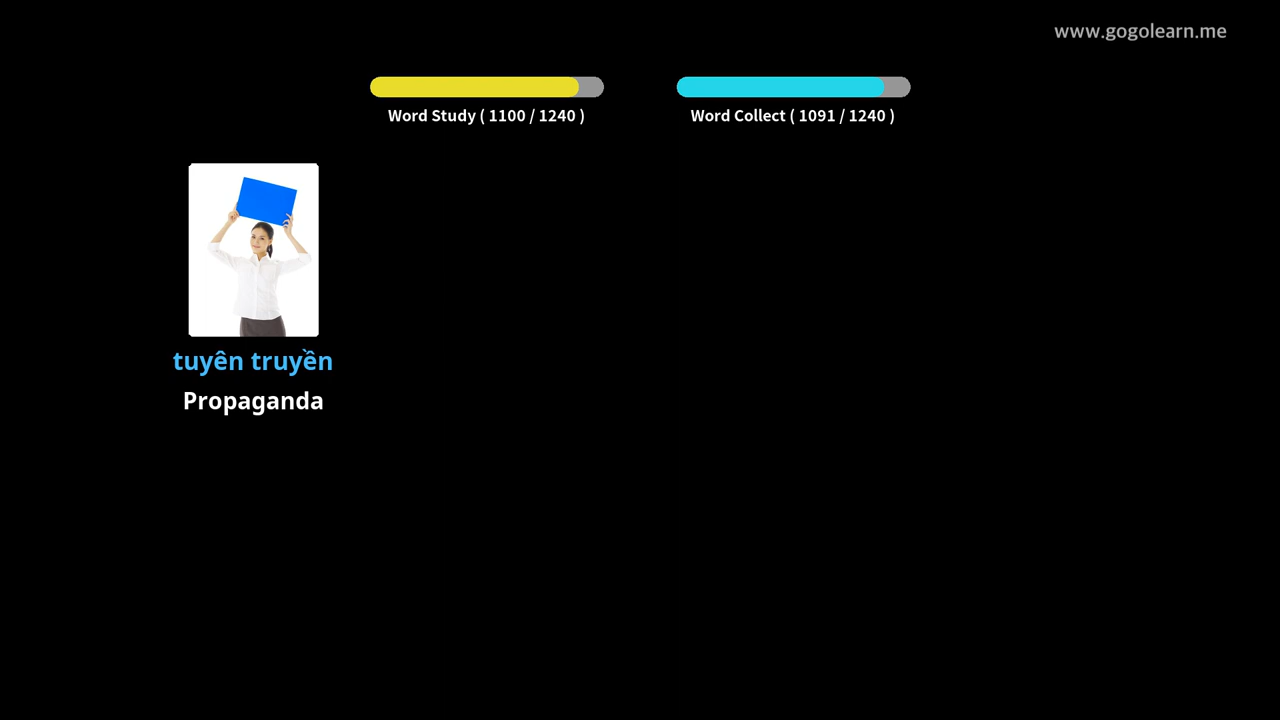 www.gogolearn.me
Word Study ( 1100 / 1240 )
Word Collect ( 1091 / 1240 )
tuyên truyền
Propaganda